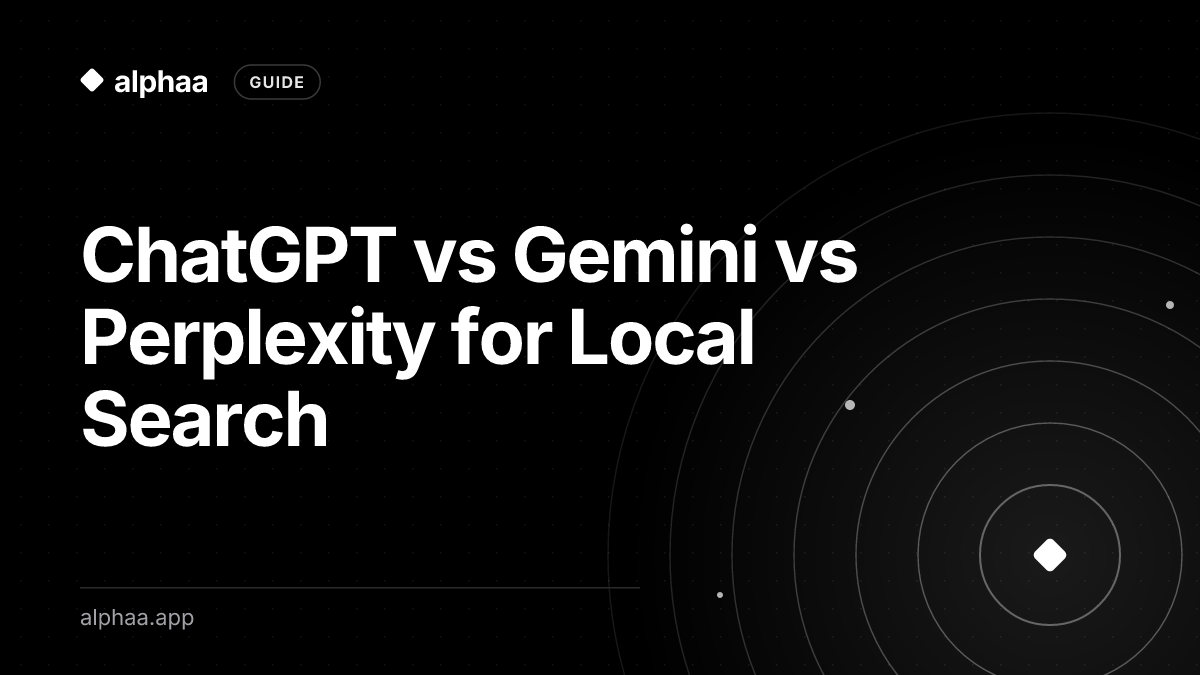 alphaa
GUIDE
ChatGPT vs Gemini vs
Perplexity for Local
Search
alphaa.app